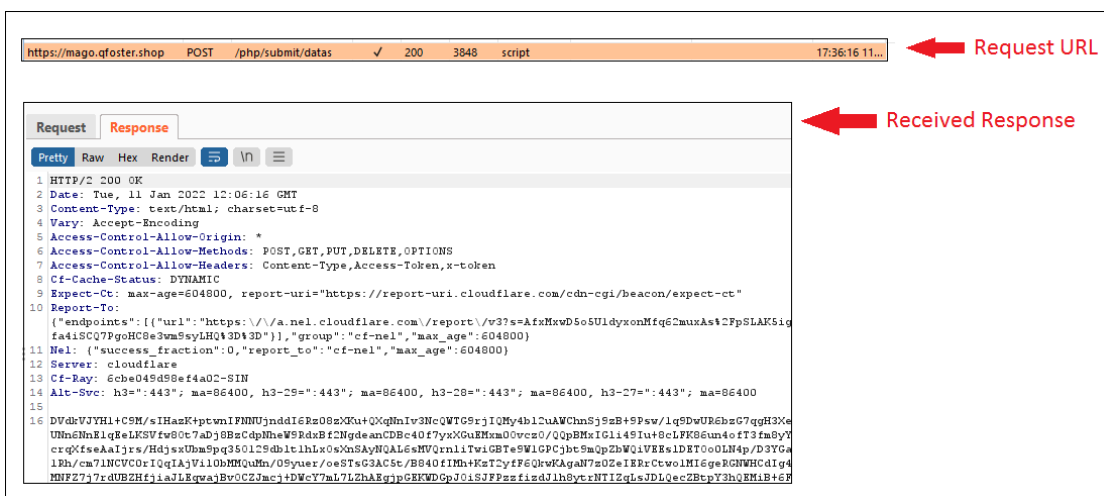 https://mago.qfoster.shop POST /php/submit/datas ✓ 200 3848 script 17:36:16 11...
Request URL
Request Response
Received Response
Pretty Raw Hex Render \n
1 HTTP/2 200 OK
2 Date: Tue, 11 Jan 2022 12:06:16 GMT
3 Content-Type: text/html; charset=utf-8
4 Vary: Accept-Encoding
5 Access-Control-Allow-Origin: *
6 Access-Control-Allow-Methods: POST,GET,PUT,DELETE,OPTIONS
7 Access-Control-Allow-Headers: Content-Type,Access-Token,x-token
8 Cf-Cache-Status: DYNAMIC
9 Expect-Ct: max-age=604800, report-uri="https://report-uri.cloudflare.com/cdn-cgi/beacon/expect-ct"
10 Report-To:
{"endpoints":[{"url":"https:\/\/a.nel.cloudflare.com\/report\/v3?s=AfxMxwD5o5UldyxonMfq62muxAs%2FpSLAK5ig
fa4iSCQ7PgoHC8e3wm9syLHQ%3D%3D"}],"group":"cf-nel","max_age":604800}
11 Nel: {"success_fraction":0,"report_to":"cf-nel","max_age":604800}
12 Server: cloudflare
13 Cf-Ray: 6cbe049d98ef4a02-SIN
14 Alt-Svc: h3=":443"; ma=86400, h3-29=":443"; ma=86400, h3-28=":443"; ma=86400, h3-27=":443"; ma=86400
15
16